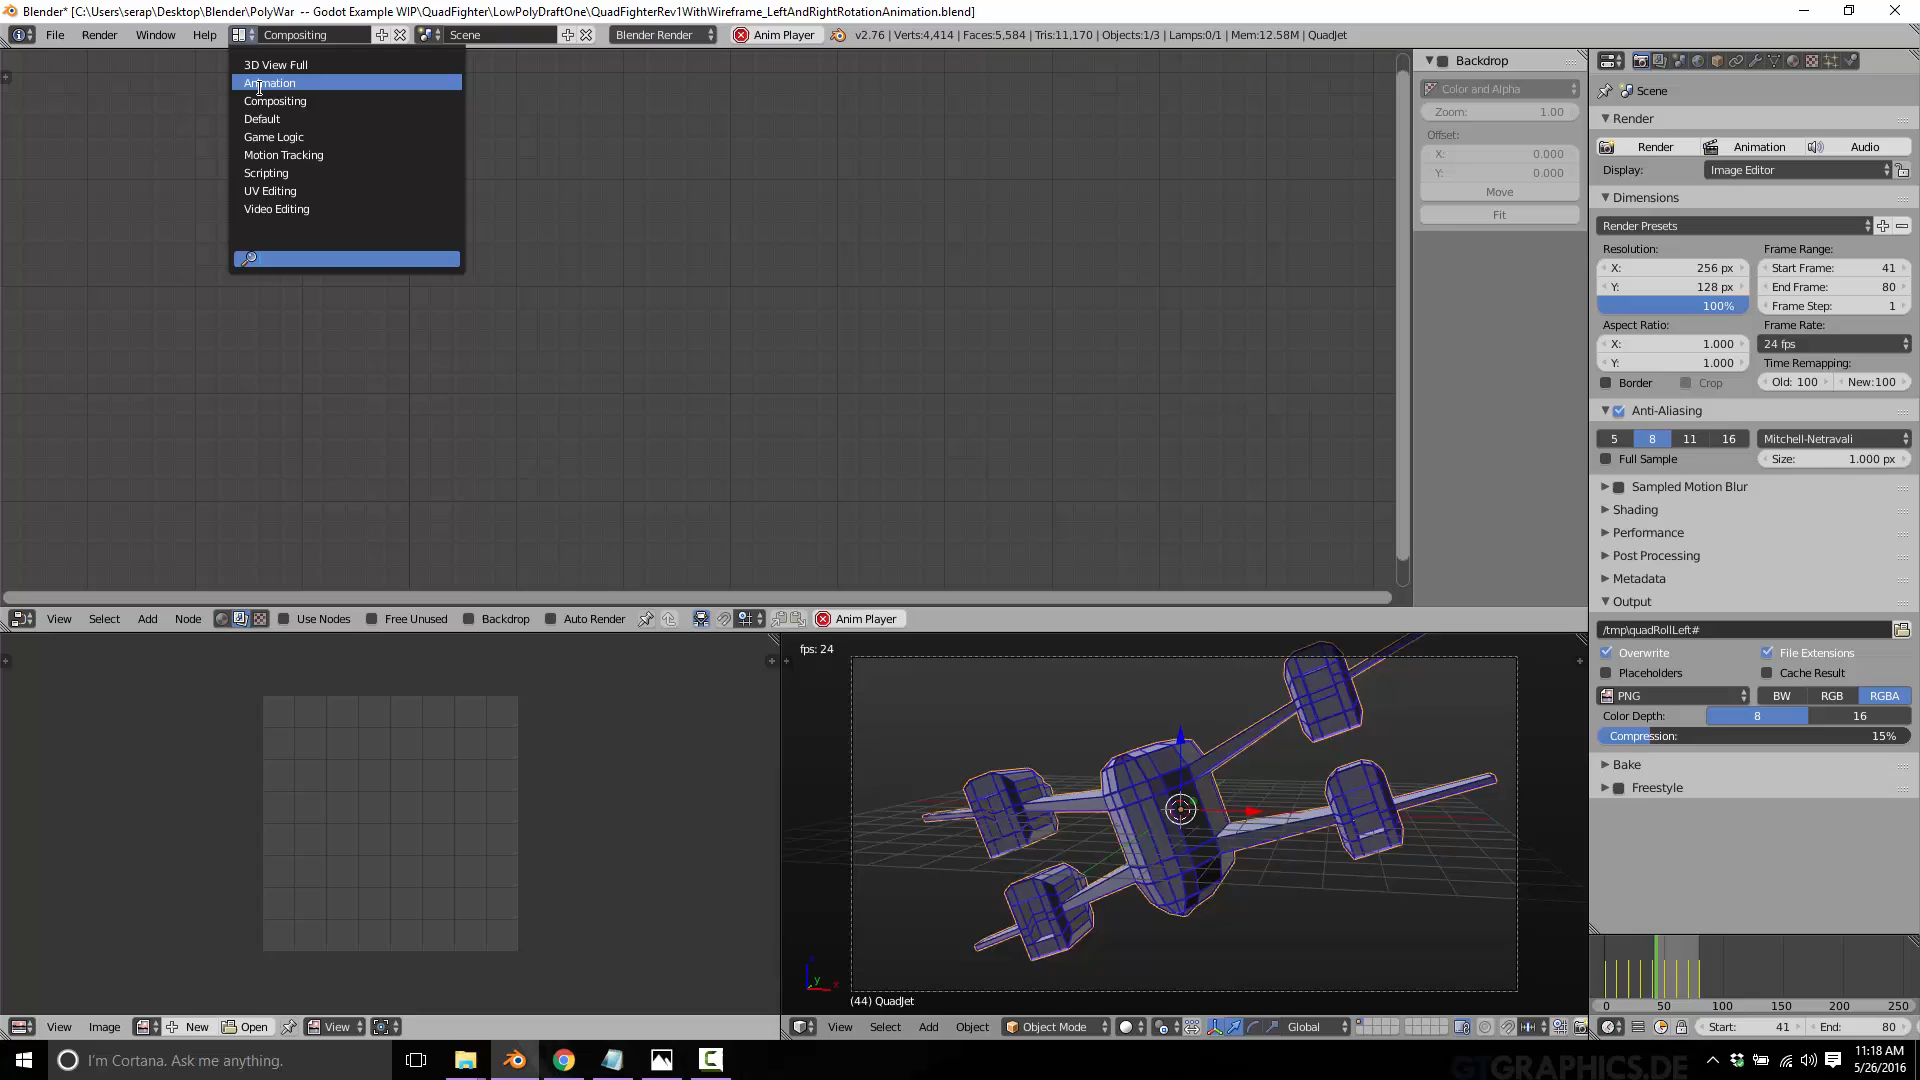 Blender* [C:\Users\serap\Desktop\Blender\PolyWar -- Godot Example WIP\QuadFighter\LowPolyDraftOne\QuadFighterRev1WithWireframe_LeftAndRightRotationAnimation.blend]
File Render Window Help Compositing Scene Blender Render Anim Player v2.76 | Verts:4,414 | Faces:5,584 | Tris:11,170 | Objects:1/3 | Lamps:0/1 | Mem:12.58M | QuadJet
3D View Full
Animation
Compositing
Default
Game Logic
Motion Tracking
Scripting
UV Editing
Video Editing
Backdrop
Color and Alpha
Zoom: 1.00
Offset:
X: 0.000
Y: 0.000
Move
Fit
Scene
Render
Render Animation Audio
Display: Image Editor
Dimensions
Render Presets
Resolution: Frame Range:
X: 256 px Start Frame: 41
Y: 128 px End Frame: 80
100% Frame Step: 1
Aspect Ratio: Frame Rate:
X: 1.000 24 fps
Y: 1.000 Time Remapping:
Border Crop Old: 100 New:100
Anti-Aliasing
5 8 11 16 Mitchell-Netravali
Full Sample Size: 1.000 px
Sampled Motion Blur
Shading
Performance
Post Processing
Metadata
Output
/tmp\quadRollLeft#
Overwrite File Extensions
Placeholders Cache Result
PNG BW RGB RGBA
Color Depth: 8 16
Compression: 15%
Bake
Freestyle
View Select Add Node Use Nodes Free Unused Backdrop Auto Render Anim Player
fps: 24
z
y x
(44) QuadJet
0 50 100 150 200 250
View Image New Open View
View Select Add Object Object Mode Global
Start: 41 End: 80
I'm Cortana. Ask me anything.
GTGRAPHICS.DE
11:18 AM
5/26/2016